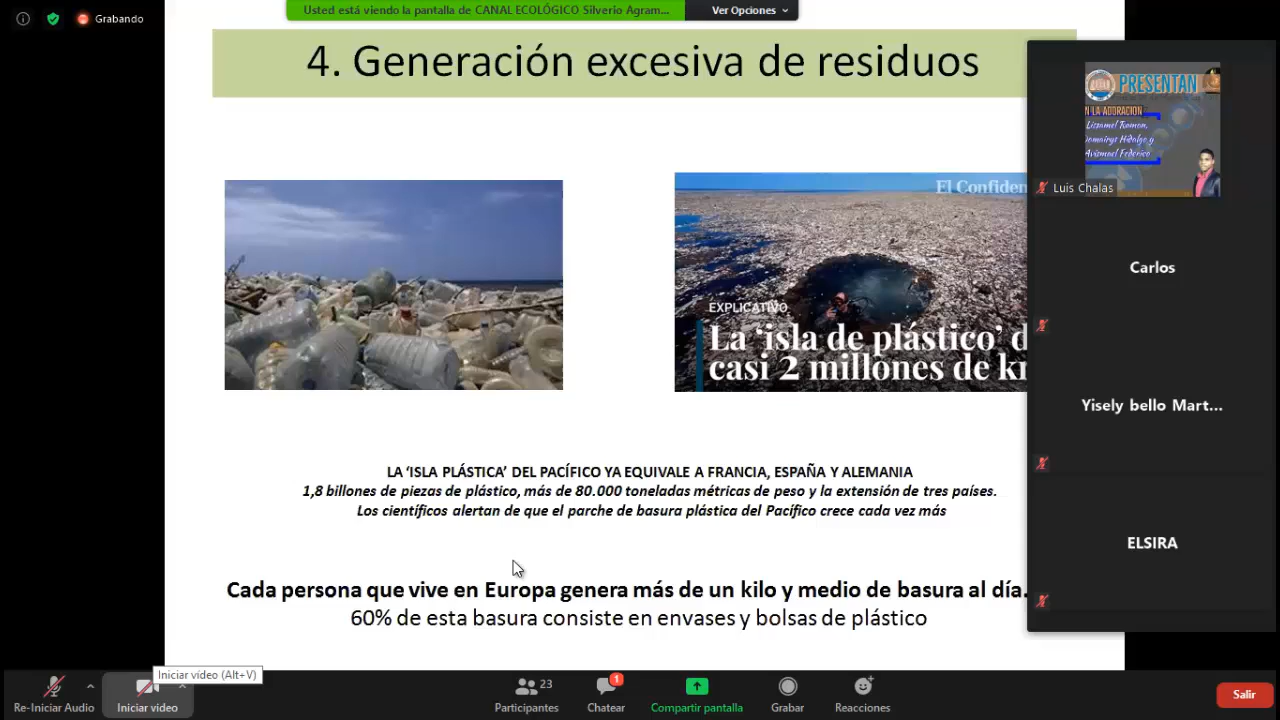 Grabando
Usted está viendo la pantalla de CANAL ECOLÓGICO Silverio Agram...
Ver Opciones
4. Generación excesiva de residuos
El Confiden
EXPLICATIVO
La ‘isla de plástico’ d
casi 2 millones de k
LA ‘ISLA PLÁSTICA’ DEL PACÍFICO YA EQUIVALE A FRANCIA, ESPAÑA Y ALEMANIA
1,8 billones de piezas de plástico, más de 80.000 toneladas métricas de peso y la extensión de tres países.
Los científicos alertan de que el parche de basura plástica del Pacífico crece cada vez más
Cada persona que vive en Europa genera más de un kilo y medio de basura al día.
60% de esta basura consiste en envases y bolsas de plástico
PRESENTAN
N LA ADORACION
Lissamel Ramon,
Hidalgo y
Avismael Federico
Luis Chalas
Carlos
Yisely bello Mart...
ELSIRA
Iniciar vídeo (Alt+V)
Re-Iniciar Audio
Iniciar video
23
Participantes
1
Chatear
Compartir pantalla
Grabar
Reacciones
Salir